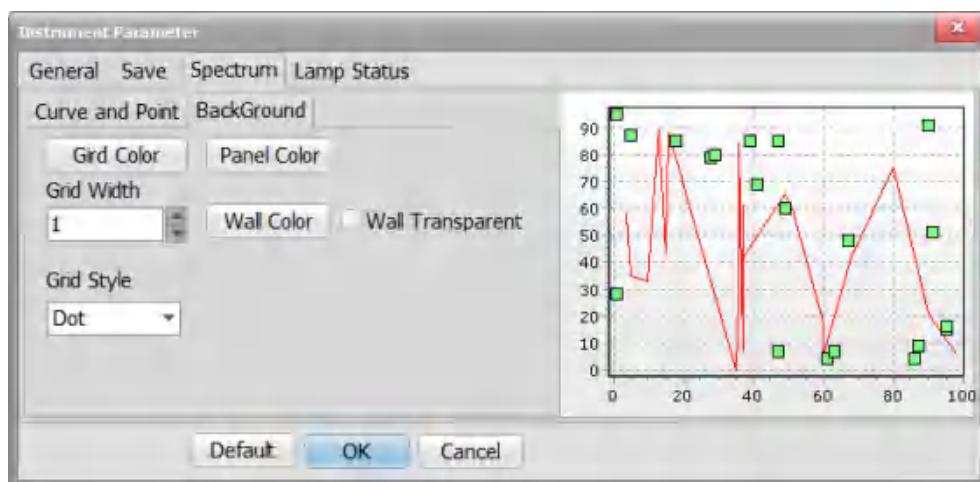 Instrument Parameter
General Save Spectrum Lamp Status
Curve and Point BackGround
Gird Color Panel Color
Grid Width
1 Wall Color Wall Transparent
Grid Style
Dot
Default OK Cancel
90
80
70
60
50
40
30
20
10
0
0 20 40 60 80 100